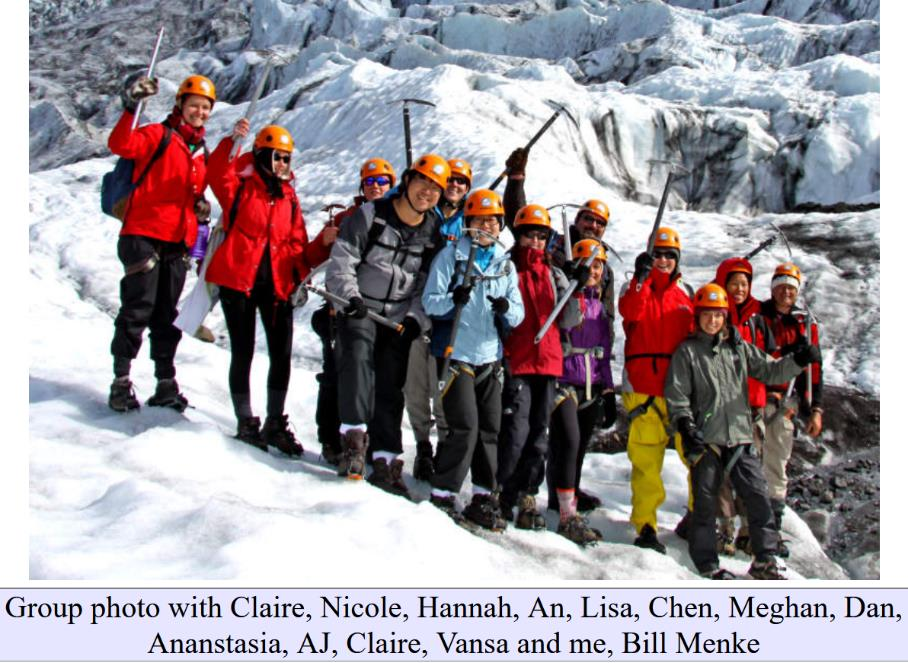 Group photo with Claire, Nicole, Hannah, An, Lisa, Chen, Meghan, Dan,
Ananstasia, AJ, Claire, Vansa and me, Bill Menke